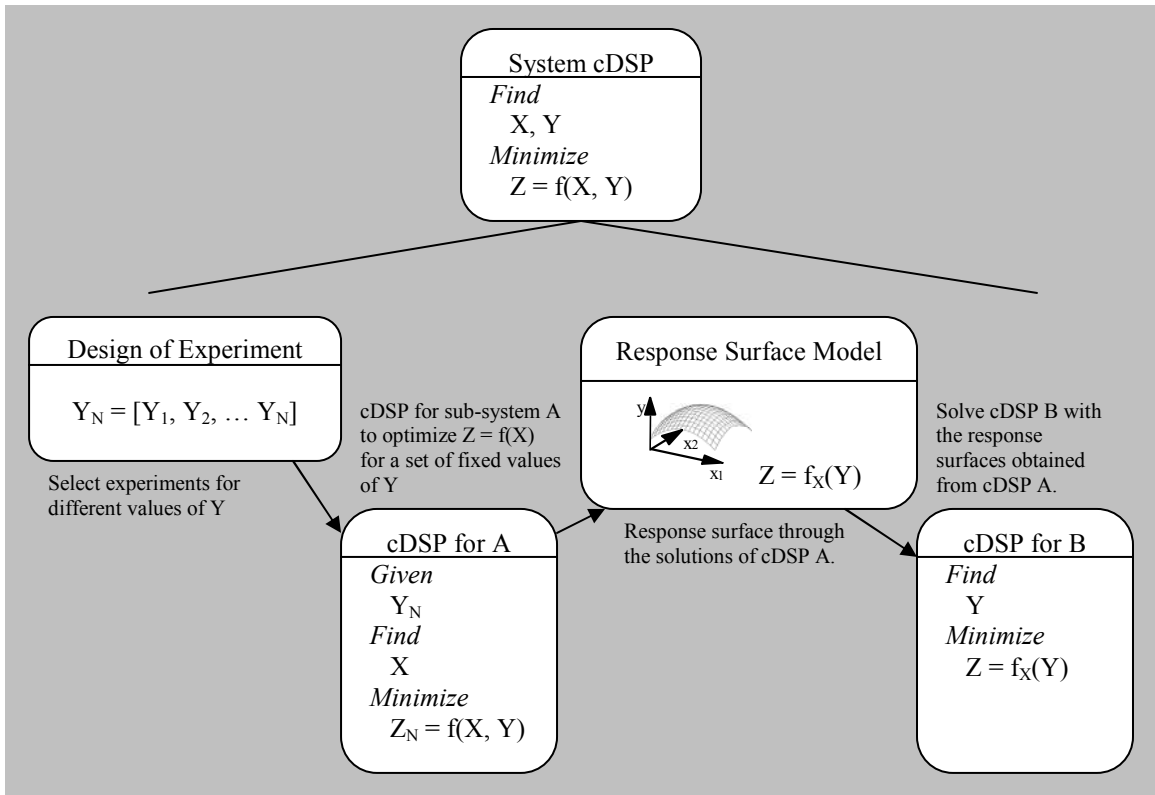 System cDSP
Find
X, Y
Minimize
Z = f(X, Y)
Design of Experiment
Y_N = [Y_1, Y_2, … Y_N]
Select experiments for
different values of Y
cDSP for sub-system A
to optimize Z = f(X)
for a set of fixed values
of Y
cDSP for A
Given
Y_N
Find
X
Minimize
Z_N = f(X, Y)
Response Surface Model
y
x2
x1
Z = f_X(Y)
Response surface through
the solutions of cDSP A.
Solve cDSP B with
the response
surfaces obtained
from cDSP A.
cDSP for B
Find
Y
Minimize
Z = f_X(Y)